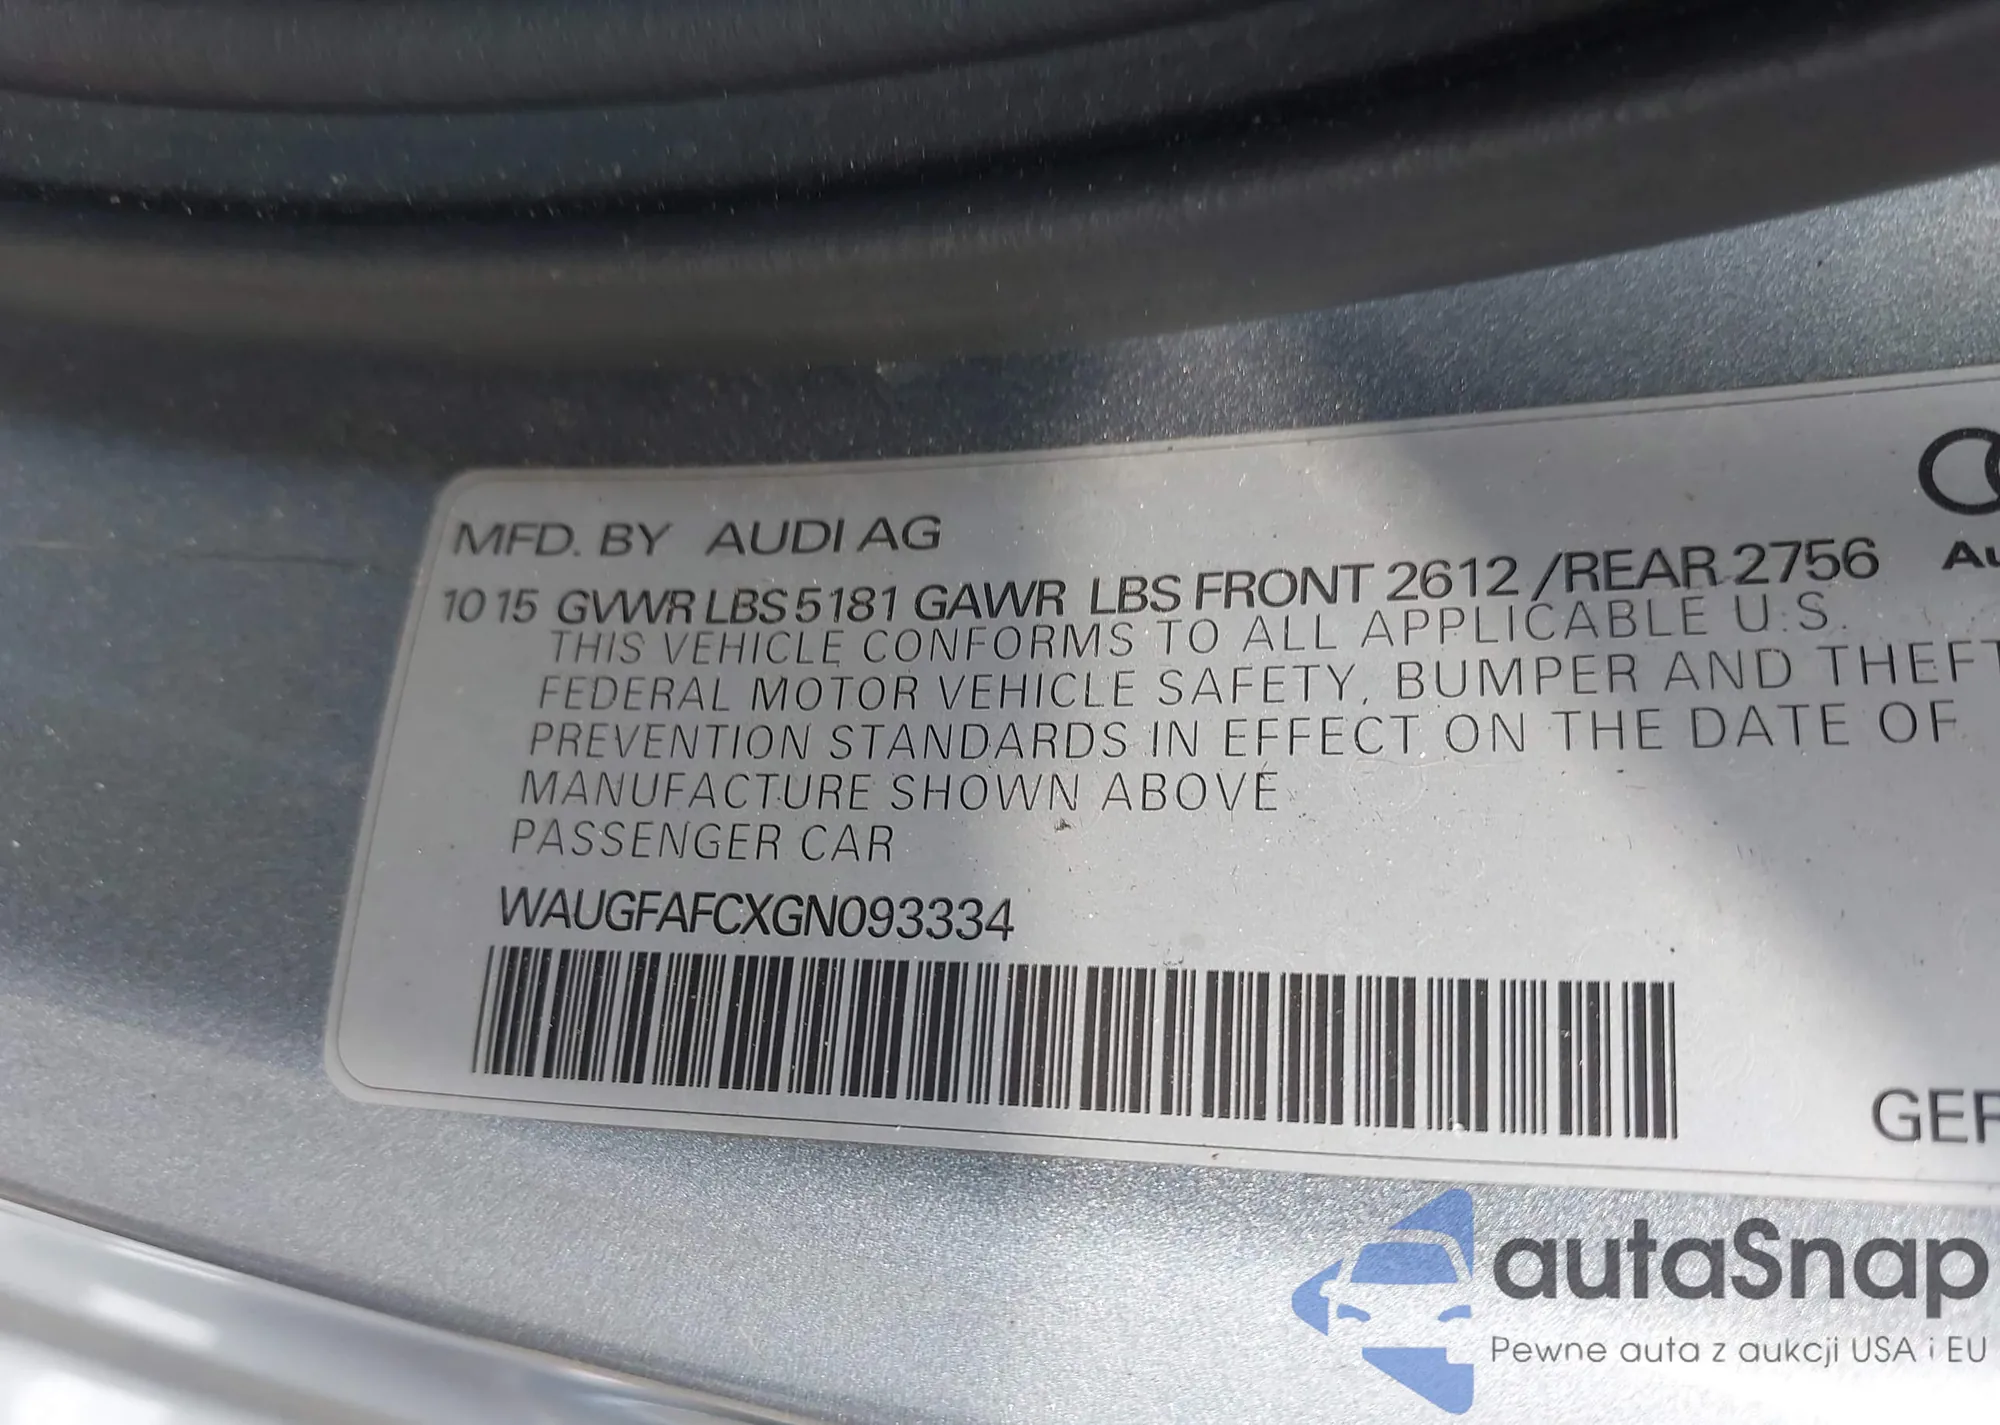 MFD. BY AUDI AG
10 15 GVWR LBS 5181 GAWR LBS FRONT 2612 /REAR 2756
THIS VEHICLE CONFORMS TO ALL APPLICABLE U.S.
FEDERAL MOTOR VEHICLE SAFETY, BUMPER AND THEFT
PREVENTION STANDARDS IN EFFECT ON THE DATE OF
MANUFACTURE SHOWN ABOVE
PASSENGER CAR
WAUGFAFCXGN093334
autaSnap
Pewne auta z aukcji USA i EU